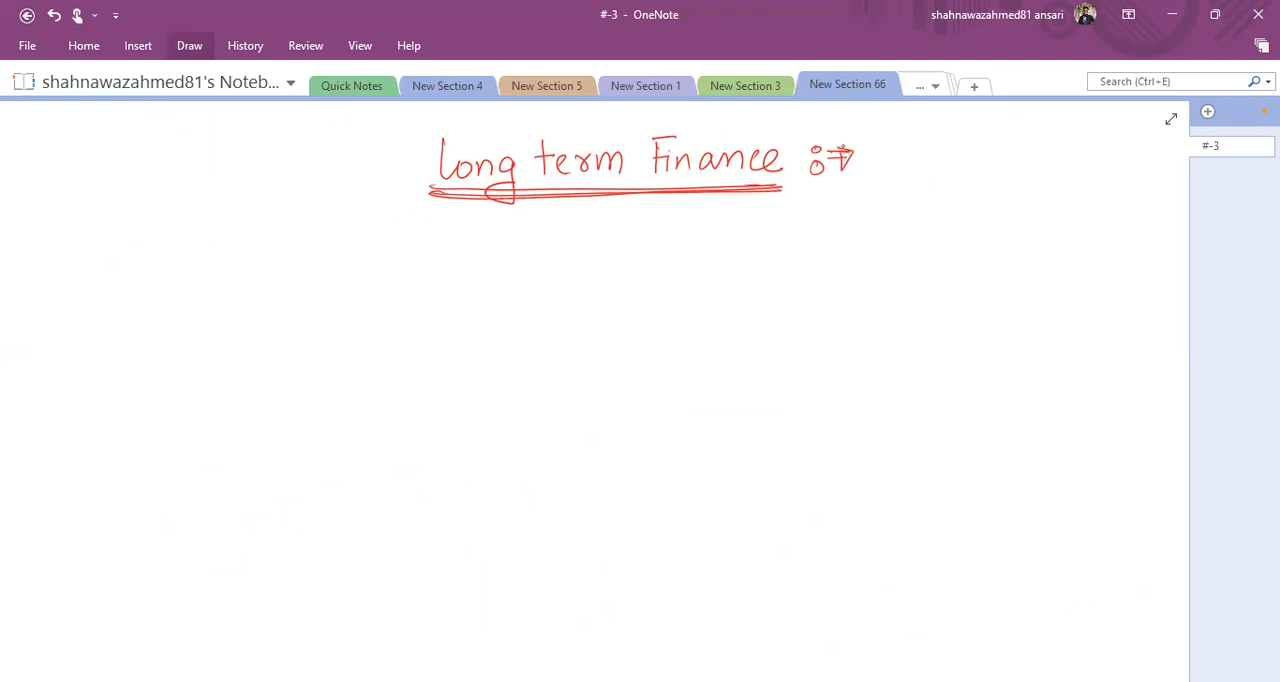 #-3 - OneNote
shahnawazahmed81 ansari
File Home Insert Draw History Review View Help
shahnawazahmed81's Noteb... Quick Notes New Section 4 New Section 5 New Section 1 New Section 3 New Section 66 ... + Search (Ctrl+E)
#-3
Long term Finance :→